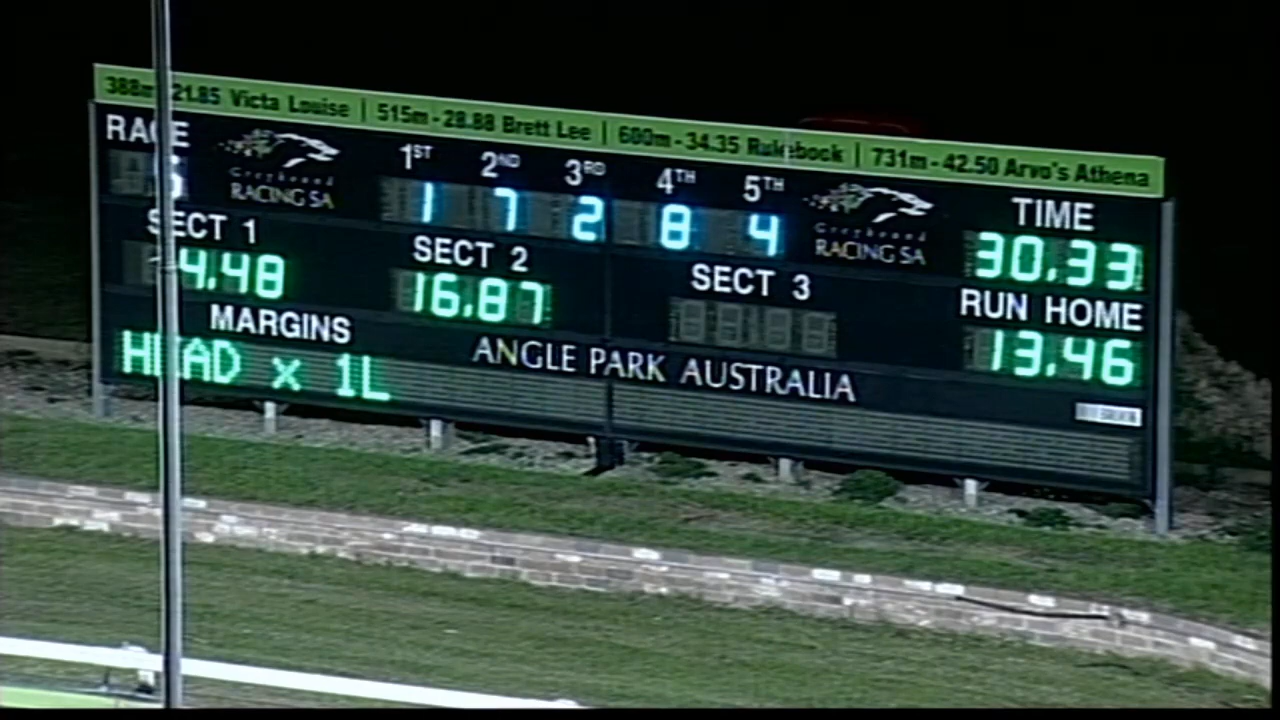 388m - 21.85 Victa Louise | 515m - 28.88 Brett Lee | 600m - 34.35 Rulebook | 731m - 42.50 Arvo's Athena
RACE
Greyhound
RACING SA
1ST 2ND 3RD 4TH 5TH
1 7 2 8 4
Greyhound
RACING SA
TIME
30.33
SECT 1
4.48
SECT 2
16.87
SECT 3
RUN HOME
13.46
MARGINS
HEAD x 1L
ANGLE PARK AUSTRALIA